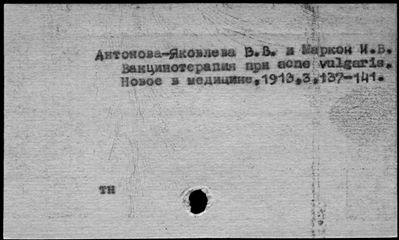 Антонова-Яковлева В.В. и Маркон И.В.
Вакцинотерапия при acne vulgaris.
Новое в медицине,1913,3,137-141.
тн